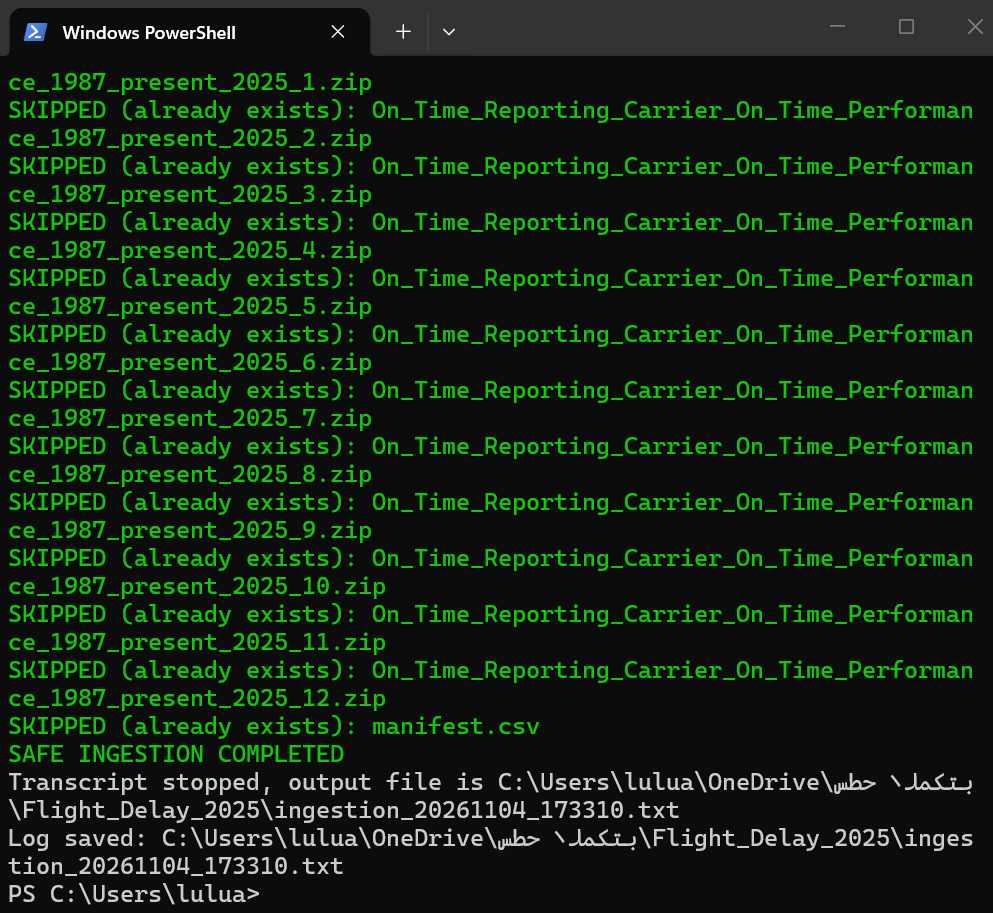 Windows PowerShell
ce_1987_present_2025_1.zip
SKIPPED (already exists): On_Time_Reporting_Carrier_On_Time_Performan
ce_1987_present_2025_2.zip
SKIPPED (already exists): On_Time_Reporting_Carrier_On_Time_Performan
ce_1987_present_2025_3.zip
SKIPPED (already exists): On_Time_Reporting_Carrier_On_Time_Performan
ce_1987_present_2025_4.zip
SKIPPED (already exists): On_Time_Reporting_Carrier_On_Time_Performan
ce_1987_present_2025_5.zip
SKIPPED (already exists): On_Time_Reporting_Carrier_On_Time_Performan
ce_1987_present_2025_6.zip
SKIPPED (already exists): On_Time_Reporting_Carrier_On_Time_Performan
ce_1987_present_2025_7.zip
SKIPPED (already exists): On_Time_Reporting_Carrier_On_Time_Performan
ce_1987_present_2025_8.zip
SKIPPED (already exists): On_Time_Reporting_Carrier_On_Time_Performan
ce_1987_present_2025_9.zip
SKIPPED (already exists): On_Time_Reporting_Carrier_On_Time_Performan
ce_1987_present_2025_10.zip
SKIPPED (already exists): On_Time_Reporting_Carrier_On_Time_Performan
ce_1987_present_2025_11.zip
SKIPPED (already exists): On_Time_Reporting_Carrier_On_Time_Performan
ce_1987_present_2025_12.zip
SKIPPED (already exists): manifest.csv
SAFE INGESTION COMPLETED
Transcript stopped, output file is C:\Users\lulua\OneDrive\سطح المكتب
\Flight_Delay_2025\ingestion_20261104_173310.txt
Log saved: C:\Users\lulua\OneDrive\سطح المكتب\Flight_Delay_2025\inges
tion_20261104_173310.txt
PS C:\Users\lulua>